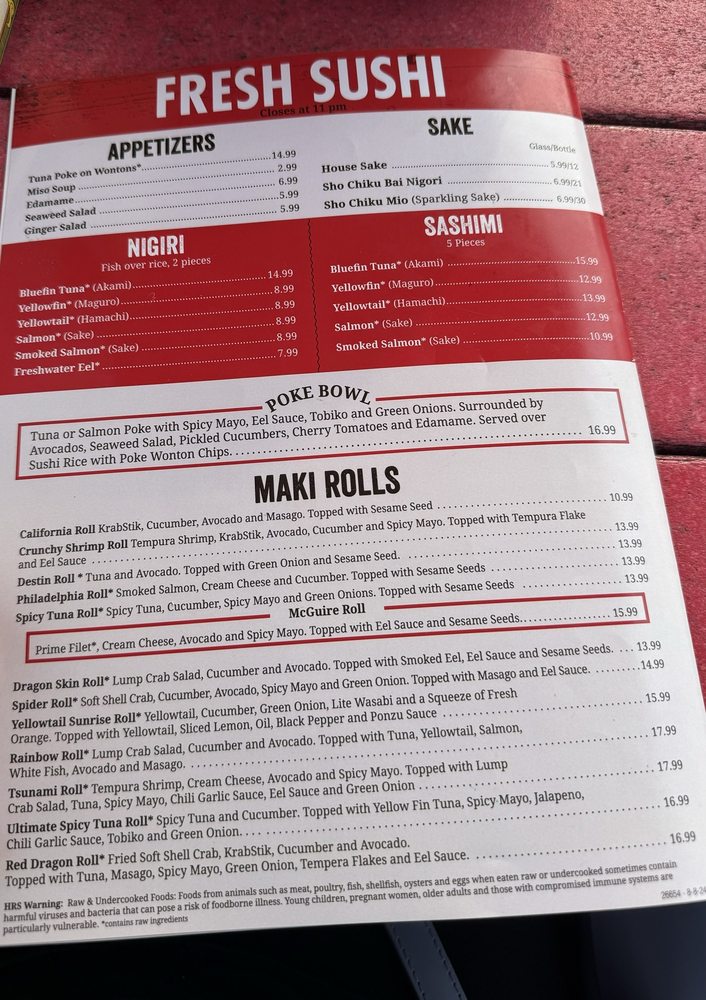 FRESH SUSHI
Closes at 11 pm
APPETIZERS
Tuna Poke on Wontons* 14.99
Miso Soup 2.99
Edamame 6.99
Seaweed Salad 5.99
Ginger Salad 5.99
SAKE
Glass/Bottle
House Sake 5.99/12
Sho Chiku Bai Nigori 6.99/21
Sho Chiku Mio (Sparkling Sake) 6.99/30
NIGIRI
Fish over rice, 2 pieces
Bluefin Tuna* (Akami) 14.99
Yellowfin* (Maguro) 8.99
Yellowtail* (Hamachi) 8.99
Salmon* (Sake) 8.99
Smoked Salmon* (Sake) 8.99
Freshwater Eel* 7.99
SASHIMI
5 Pieces
Bluefin Tuna* (Akami) 15.99
Yellowfin* (Maguro) 12.99
Yellowtail* (Hamachi) 13.99
Salmon* (Sake) 12.99
Smoked Salmon* (Sake) 10.99
POKE BOWL
Tuna or Salmon Poke with Spicy Mayo, Eel Sauce, Tobiko and Green Onions. Surrounded by
Avocados, Seaweed Salad, Pickled Cucumbers, Cherry Tomatoes and Edamame. Served over
Sushi Rice with Poke Wonton Chips. 16.99
MAKI ROLLS
California Roll KrabStik, Cucumber, Avocado and Masago. Topped with Sesame Seed 10.99
Crunchy Shrimp Roll Tempura Shrimp, KrabStik, Avocado, Cucumber and Spicy Mayo. Topped with Tempura Flake
and Eel Sauce 13.99
Destin Roll * Tuna and Avocado. Topped with Green Onion and Sesame Seed. 13.99
Philadelphia Roll* Smoked Salmon, Cream Cheese and Cucumber. Topped with Sesame Seeds 13.99
Spicy Tuna Roll* Spicy Tuna, Cucumber, Spicy Mayo and Green Onions. Topped with Sesame Seeds 13.99
McGuire Roll
Prime Filet*, Cream Cheese, Avocado and Spicy Mayo. Topped with Eel Sauce and Sesame Seeds. 15.99
Dragon Skin Roll* Lump Crab Salad, Cucumber and Avocado. Topped with Smoked Eel, Eel Sauce and Sesame Seeds. 13.99
Spider Roll* Soft Shell Crab, Cucumber, Avocado, Spicy Mayo and Green Onion. Topped with Masago and Eel Sauce. 14.99
Yellowtail Sunrise Roll* Yellowtail, Cucumber, Green Onion, Lite Wasabi and a Squeeze of Fresh
Orange. Topped with Yellowtail, Sliced Lemon, Oil, Black Pepper and Ponzu Sauce 15.99
Rainbow Roll* Lump Crab Salad, Cucumber and Avocado. Topped with Tuna, Yellowtail, Salmon,
White Fish, Avocado and Masago. 17.99
Tsunami Roll* Tempura Shrimp, Cream Cheese, Avocado and Spicy Mayo. Topped with Lump
Crab Salad, Tuna, Spicy Mayo, Chili Garlic Sauce, Eel Sauce and Green Onion 17.99
Ultimate Spicy Tuna Roll* Spicy Tuna and Cucumber. Topped with Yellow Fin Tuna, Spicy Mayo, Jalapeno,
Chili Garlic Sauce, Tobiko and Green Onion. 16.99
Red Dragon Roll* Fried Soft Shell Crab, KrabStik, Cucumber and Avocado.
Topped with Tuna, Masago, Spicy Mayo, Green Onion, Tempera Flakes and Eel Sauce. 16.99
HRS Warning: Raw & Undercooked Foods: Foods from animals such as meat, poultry, fish, shellfish, oysters and eggs when eaten raw or undercooked sometimes contain
harmful viruses and bacteria that can pose a risk of foodborne illness. Young children, pregnant women, older adults and those with compromised immune systems are
particularly vulnerable. *contains raw ingredients
26654 - 8-8-24